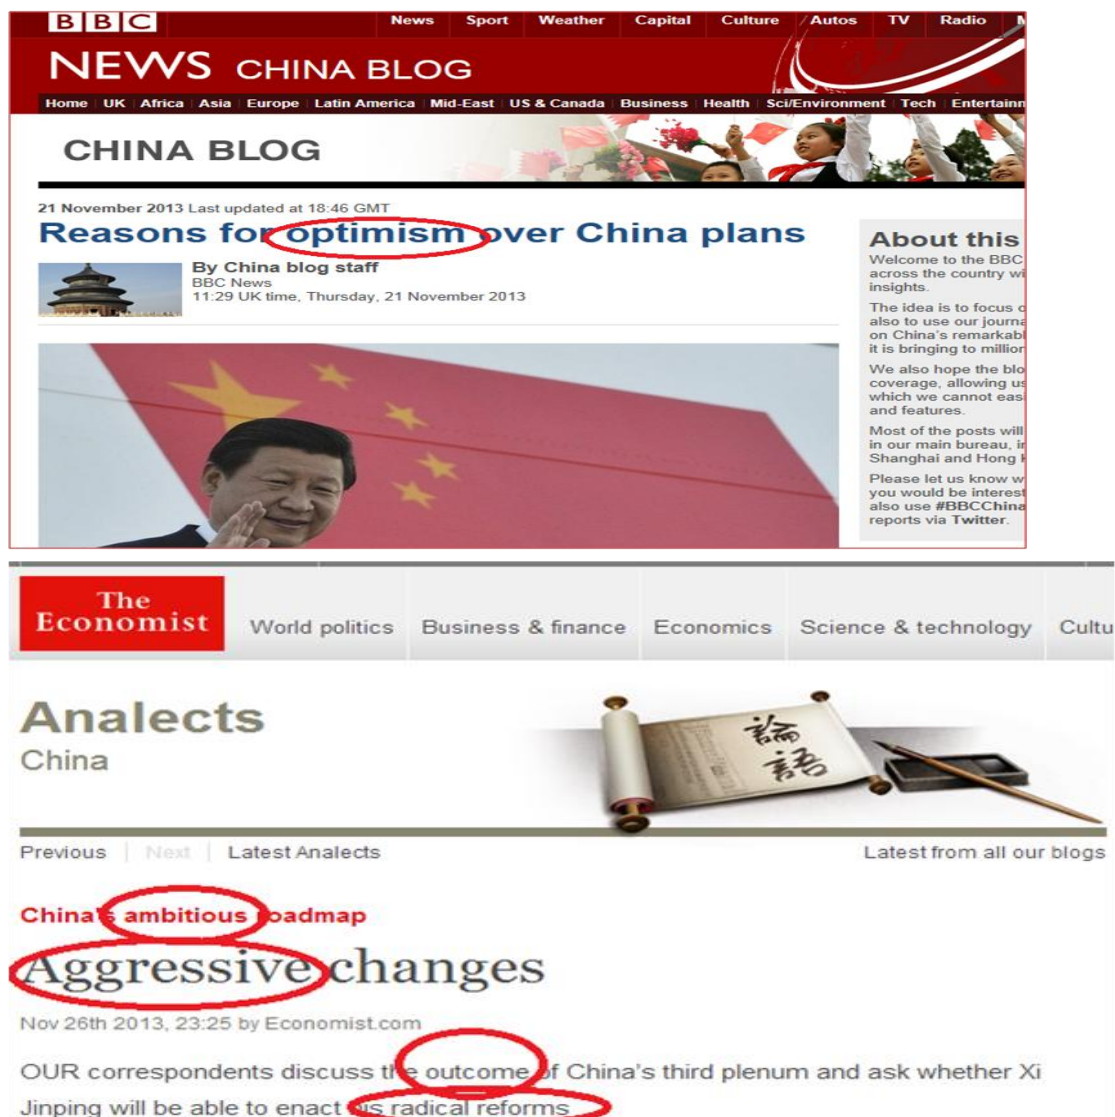 BBC News Sport Weather Capital Culture Autos TV Radio
NEWS CHINA BLOG
Home UK Africa Asia Europe Latin America Mid-East US & Canada Business Health Sci/Environment Tech Entertainn
CHINA BLOG
21 November 2013 Last updated at 18:46 GMT
Reasons for optimism over China plans
By China blog staff
BBC News
11:29 UK time, Thursday, 21 November 2013
About this
Welcome to the BBC
across the country wi
insights.
The idea is to focus o
also to use our journa
on China's remarkabl
it is bringing to million
We also hope the blo
coverage, allowing us
which we cannot eas
and features.
Most of the posts will
in our main bureau, in
Shanghai and Hong K
Please let us know w
you would be interest
also use #BBCChina
reports via Twitter.
The
Economist
World politics Business & finance Economics Science & technology Cultu
Analects
China
論
語
Previous | Next | Latest Analects Latest from all our blogs
China's ambitious roadmap
Aggressive changes
Nov 26th 2013, 23:25 by Economist.com
OUR correspondents discuss the outcome of China's third plenum and ask whether Xi
Jinping will be able to enact his radical reforms